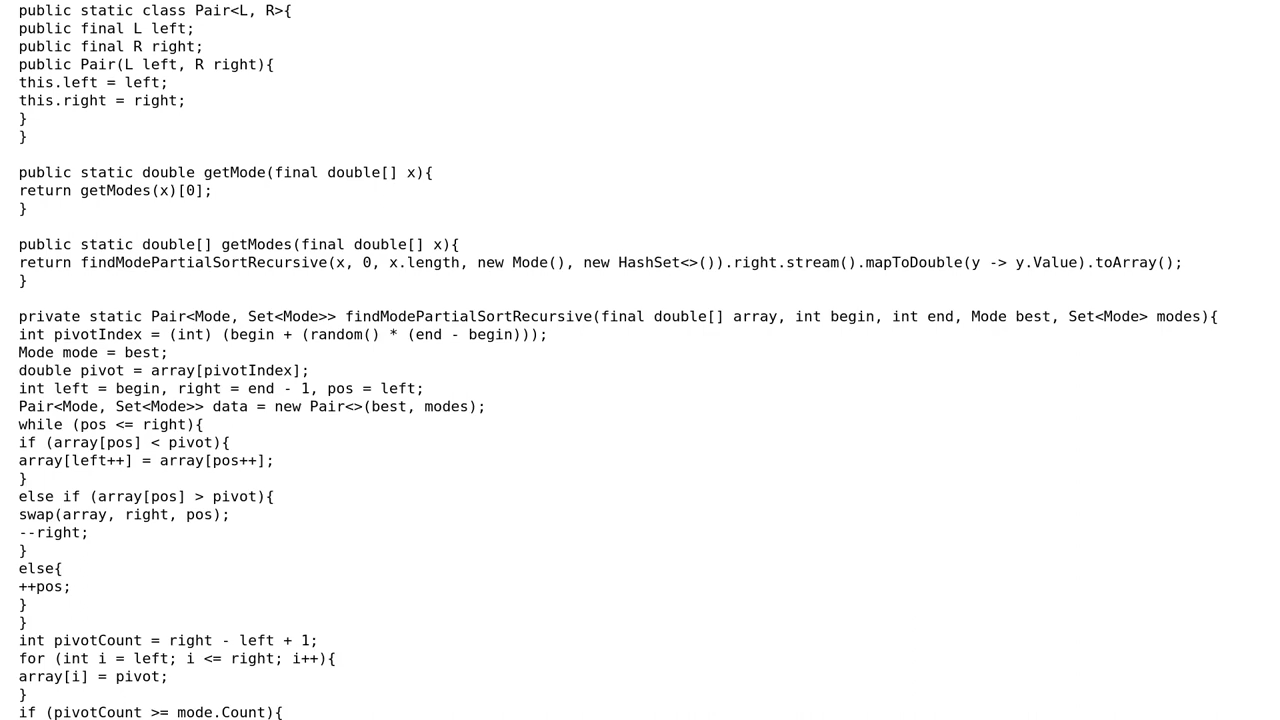 public static class Pair<L, R>{
public final L left;
public final R right;
public Pair(L left, R right){
this.left = left;
this.right = right;
}
}

public static double getMode(final double[] x){
return getModes(x)[0];
}

public static double[] getModes(final double[] x){
return findModePartialSortRecursive(x, 0, x.length, new Mode(), new HashSet<>()).right.stream().mapToDouble(y -> y.Value).toArray();
}

private static Pair<Mode, Set<Mode>> findModePartialSortRecursive(final double[] array, int begin, int end, Mode best, Set<Mode> modes){
int pivotIndex = (int) (begin + (random() * (end - begin)));
Mode mode = best;
double pivot = array[pivotIndex];
int left = begin, right = end - 1, pos = left;
Pair<Mode, Set<Mode>> data = new Pair<>(best, modes);
while (pos <= right){
if (array[pos] < pivot){
array[left++] = array[pos++];
}
else if (array[pos] > pivot){
swap(array, right, pos);
--right;
}
else{
++pos;
}
}
int pivotCount = right - left + 1;
for (int i = left; i <= right; i++){
array[i] = pivot;
}
if (pivotCount >= mode.Count){